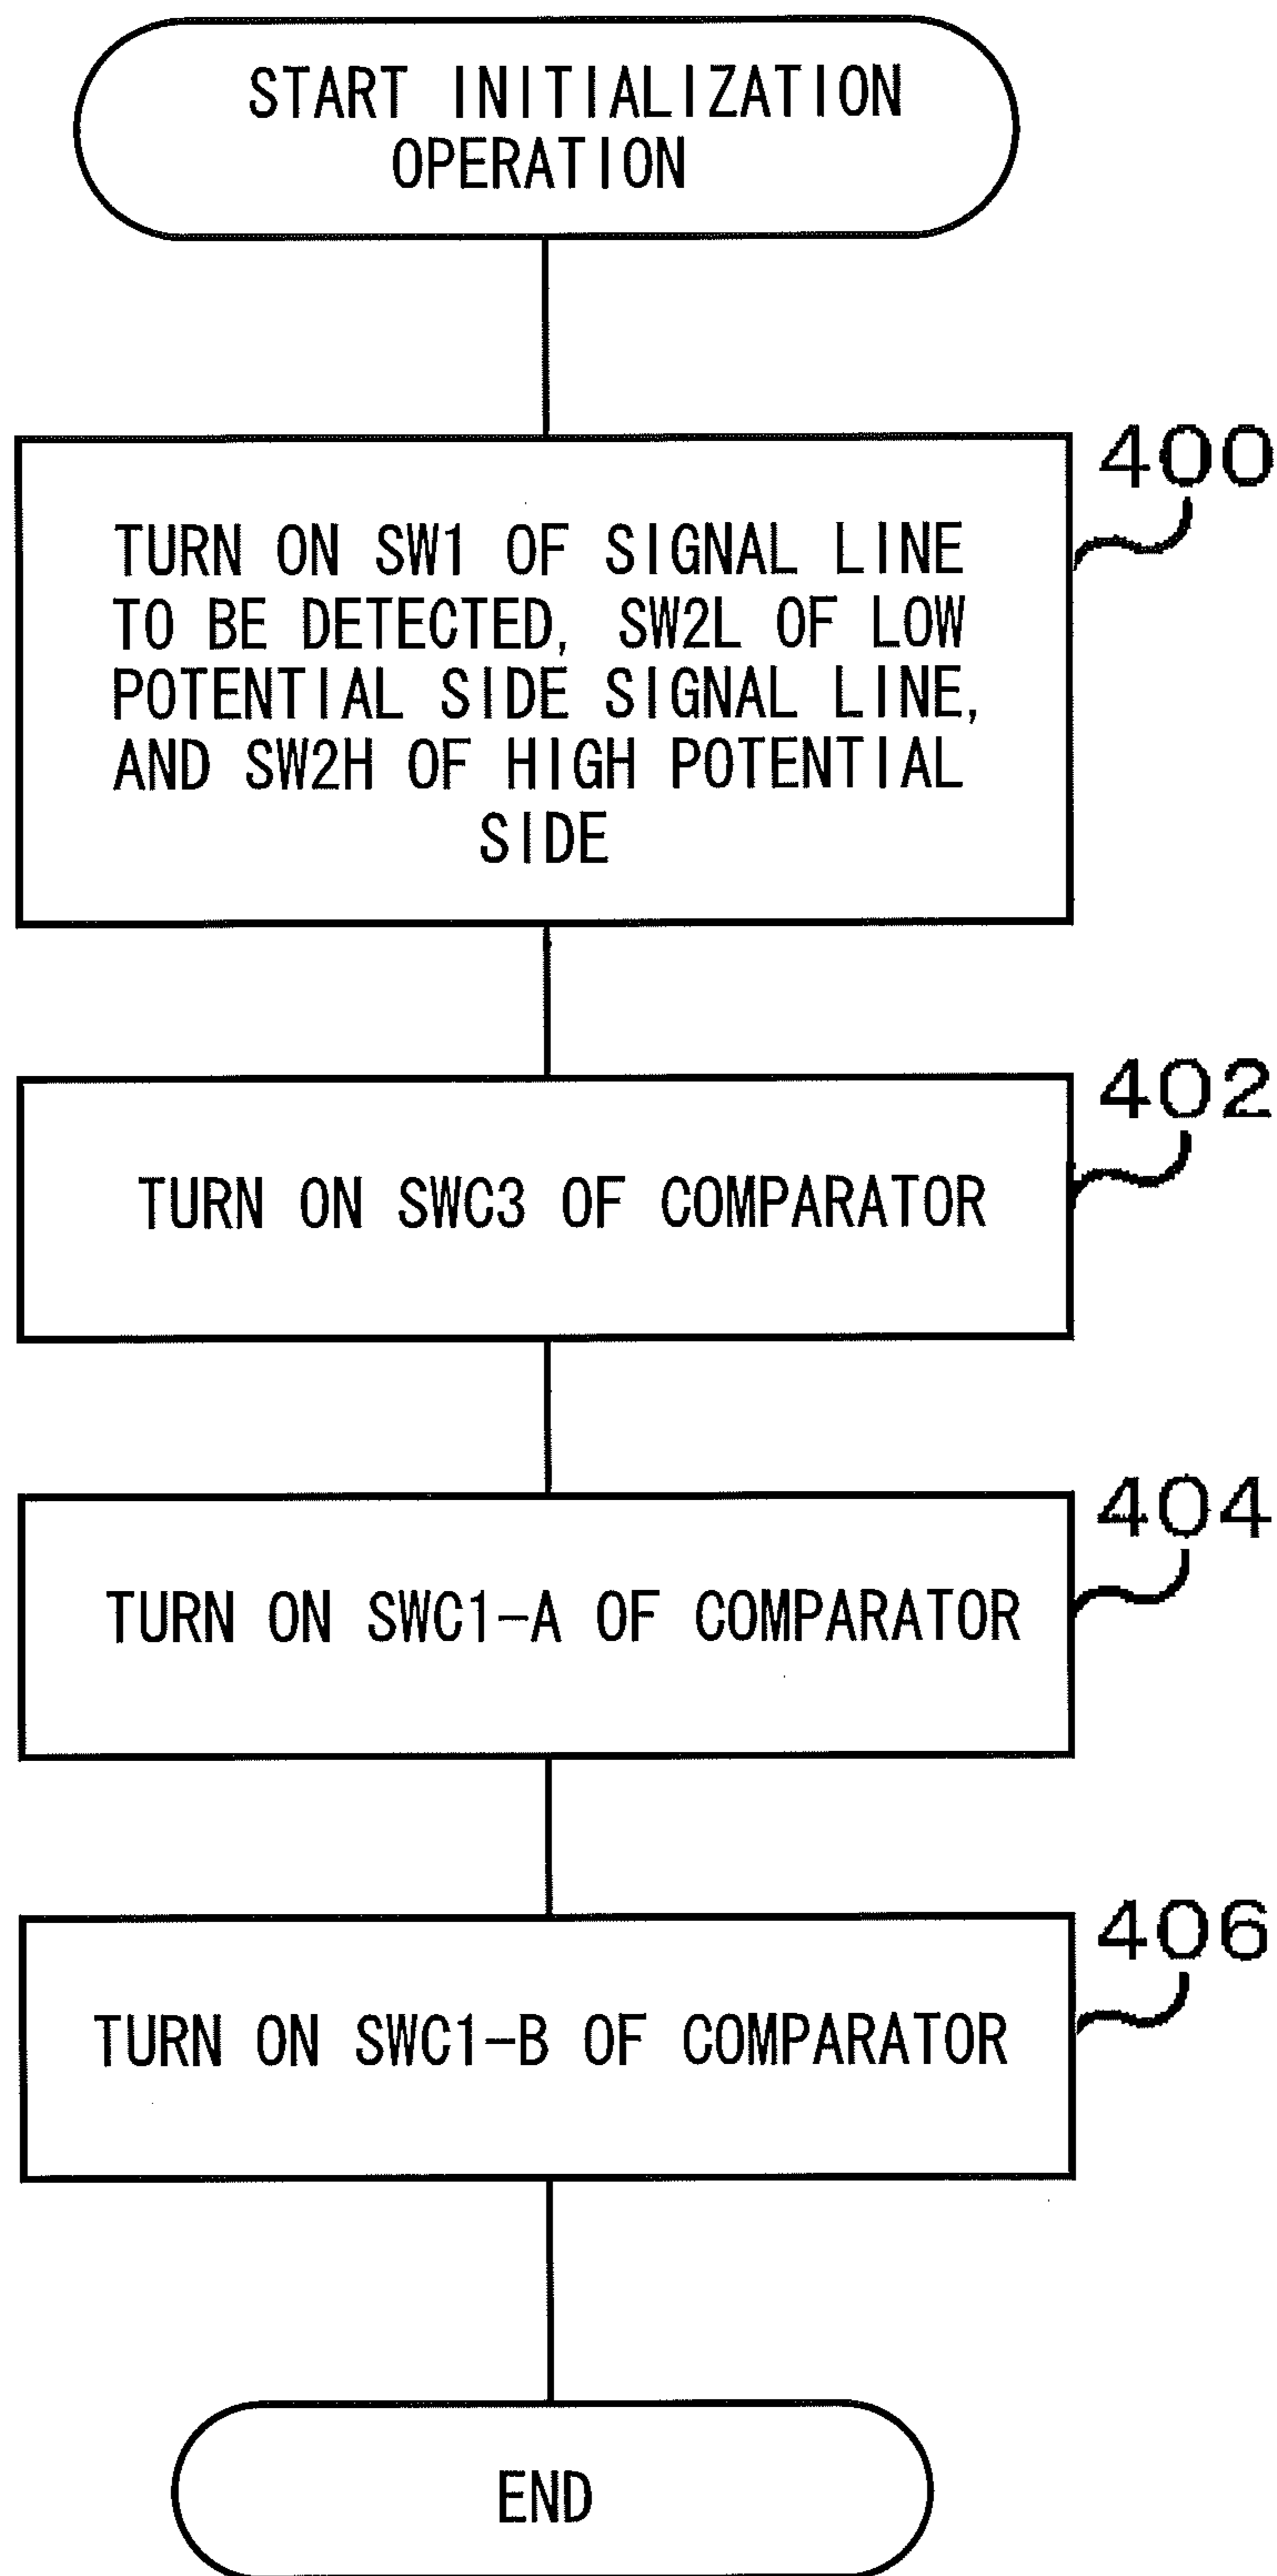 START INITIALIZATION
OPERATION
400
TURN ON SW1 OF SIGNAL LINE
TO BE DETECTED, SW2L OF LOW
POTENTIAL SIDE SIGNAL LINE,
AND SW2H OF HIGH POTENTIAL
SIDE
402
TURN ON SWC3 OF COMPARATOR
404
TURN ON SWC1-A OF COMPARATOR
406
TURN ON SWC1-B OF COMPARATOR
END